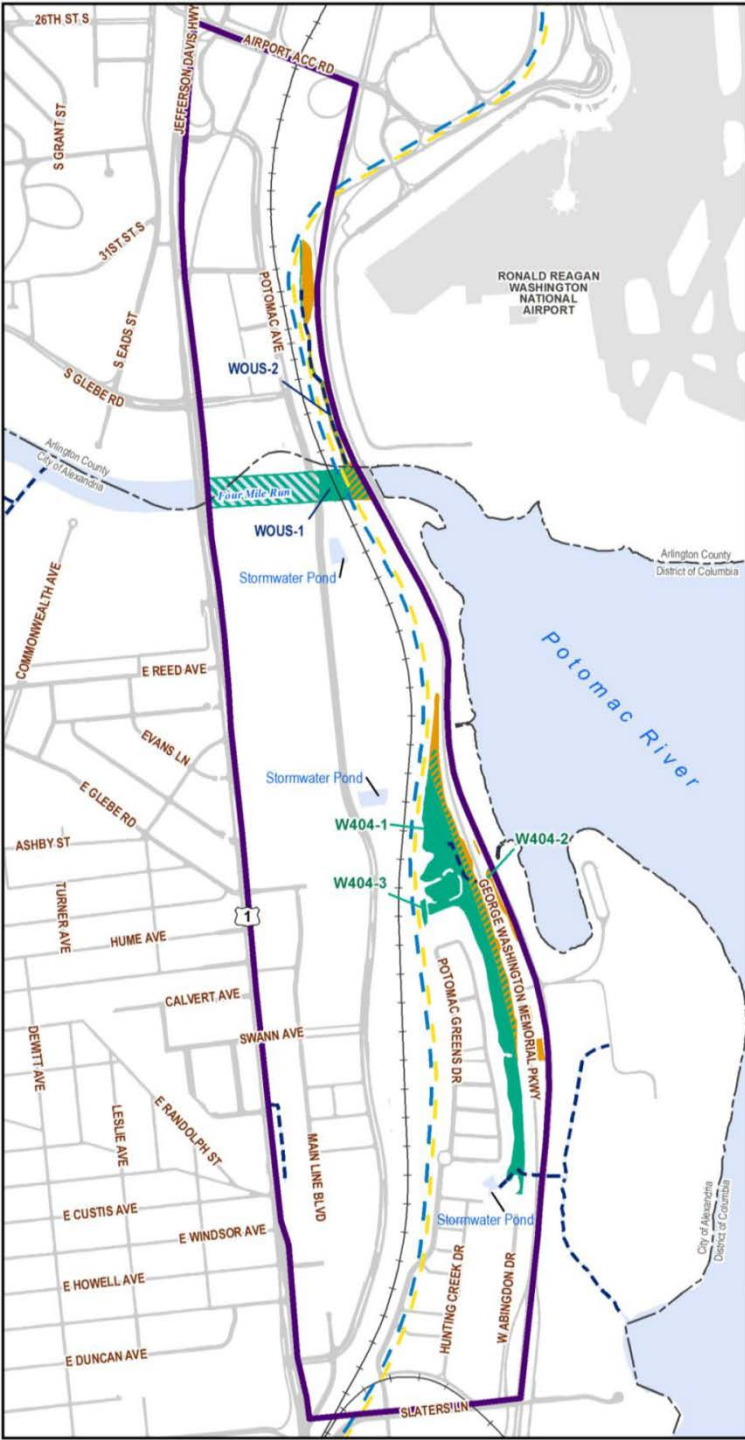 26TH ST S
JEFFERSON DAVIS HWY
AIRPORT ACC RD
S GRANT ST
31ST ST S
POTOMAC AVE
RONALD REAGAN
WASHINGTON
NATIONAL
AIRPORT
S EADS ST
WOUS-2
S GLEBE RD
Arlington County
City of Alexandria
Four Mile Run
WOUS-1
Stormwater Pond
Arlington County
District of Columbia
COMMONWEALTH AVE
Potomac River
E REED AVE
EVANS LN
Stormwater Pond
E GLEBE RD
W404-1
W404-2
ASHBY ST
W404-3
TURNER AVE
1
GEORGE WASHINGTON MEMORIAL PKWY
HUME AVE
POTOMAC GREENS DR
CALVERT AVE
SWANN AVE
DEWITT AVE
LESLIE AVE
E RANDOLPH ST
MAIN LINE BLVD
E CUSTIS AVE
Stormwater Pond
City of Alexandria
District of Columbia
E WINDSOR AVE
HUNTING CREEK DR
W ABINGDON DR
E HOWELL AVE
E DUNCAN AVE
SLATERS LN